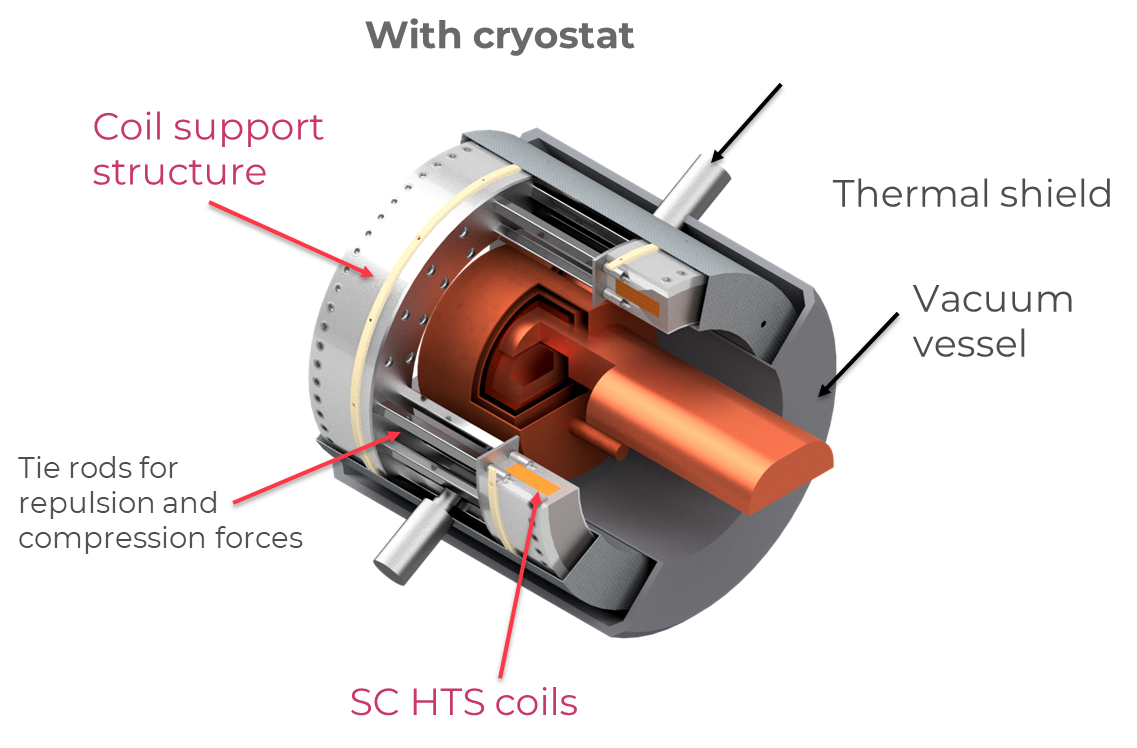 With cryostat
Coil support
structure
Thermal shield
Vacuum
vessel
Tie rods for
repulsion and
compression forces
SC HTS coils